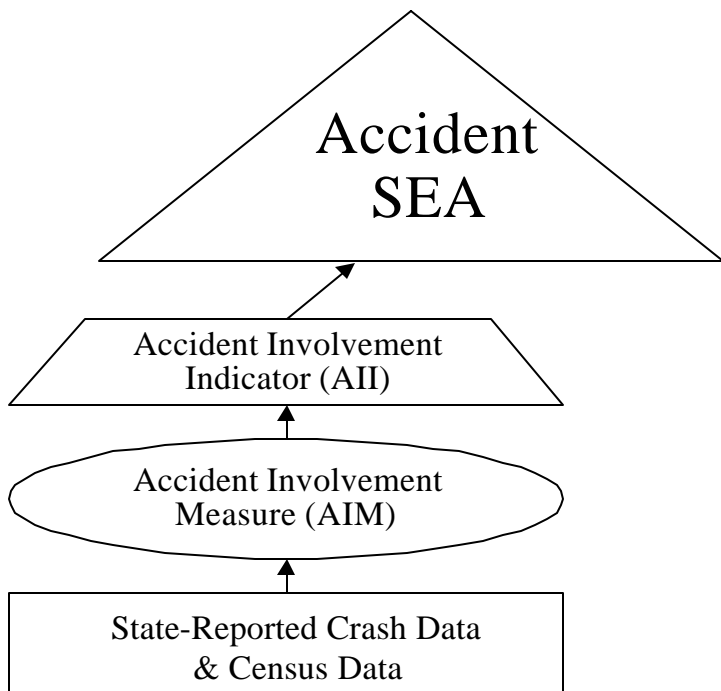 Accident
SEA
Accident Involvement
Indicator (AII)
Accident Involvement
Measure (AIM)
State-Reported Crash Data
& Census Data